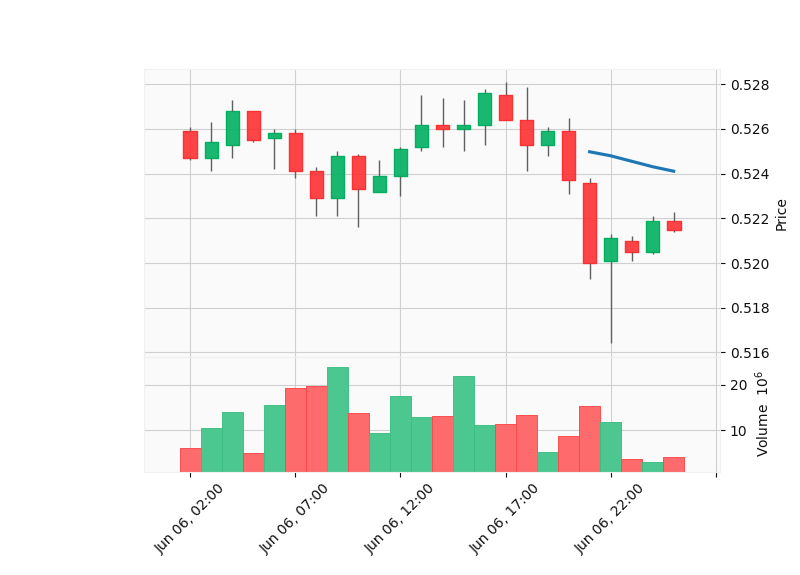 0.528
0.526
0.524
0.522
0.520
0.518
0.516
Price
20
10
Volume 10⁶
Jun 06, 02:00
Jun 06, 07:00
Jun 06, 12:00
Jun 06, 17:00
Jun 06, 22:00